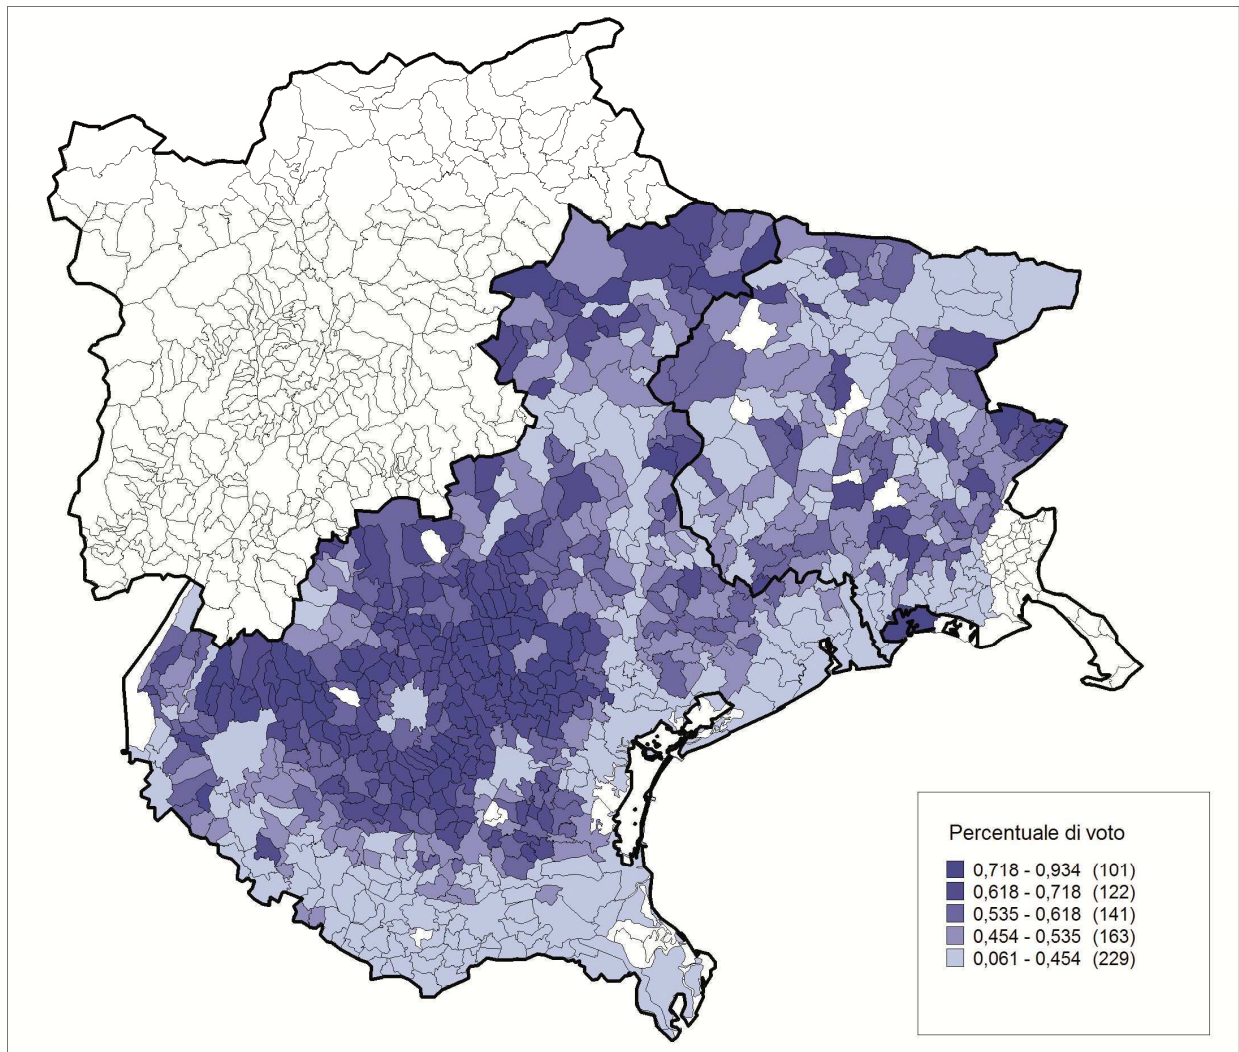 Percentuale di voto
0,718 - 0,934 (101)
0,618 - 0,718 (122)
0,535 - 0,618 (141)
0,454 - 0,535 (163)
0,061 - 0,454 (229)